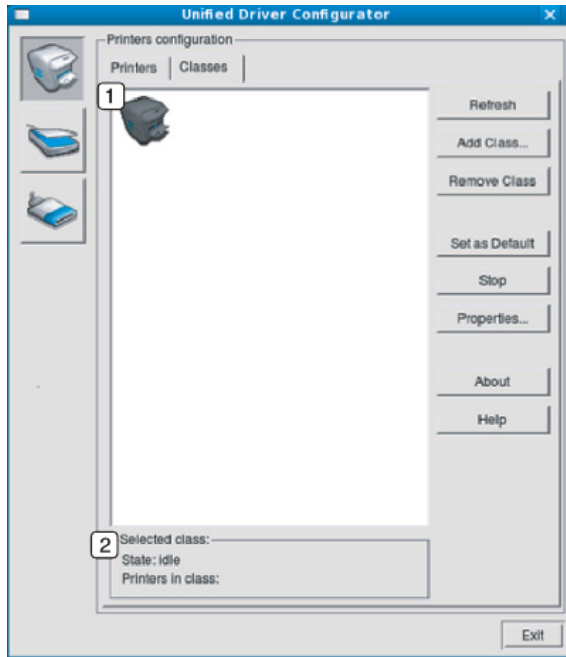 Unified Driver Configurator
Printers configuration
Printers
Classes
1
Refresh
Add Class...
Remove Class
Set as Default
Stop
Properties...
About
Help
2
Selected class:
State: idle
Printers in class:
Exit